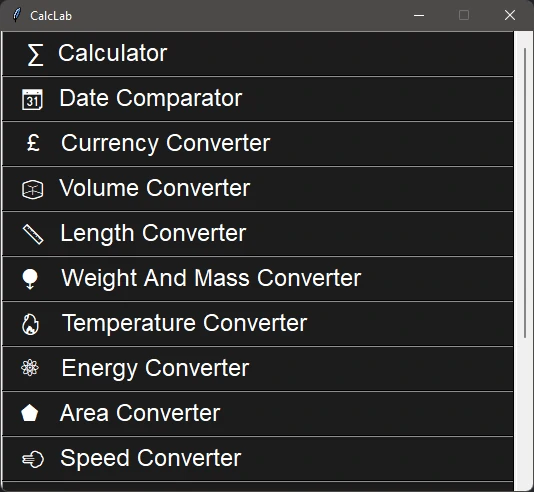 CalcLab
∑ Calculator
31 Date Comparator
£ Currency Converter
Volume Converter
Length Converter
Weight And Mass Converter
Temperature Converter
Energy Converter
Area Converter
Speed Converter